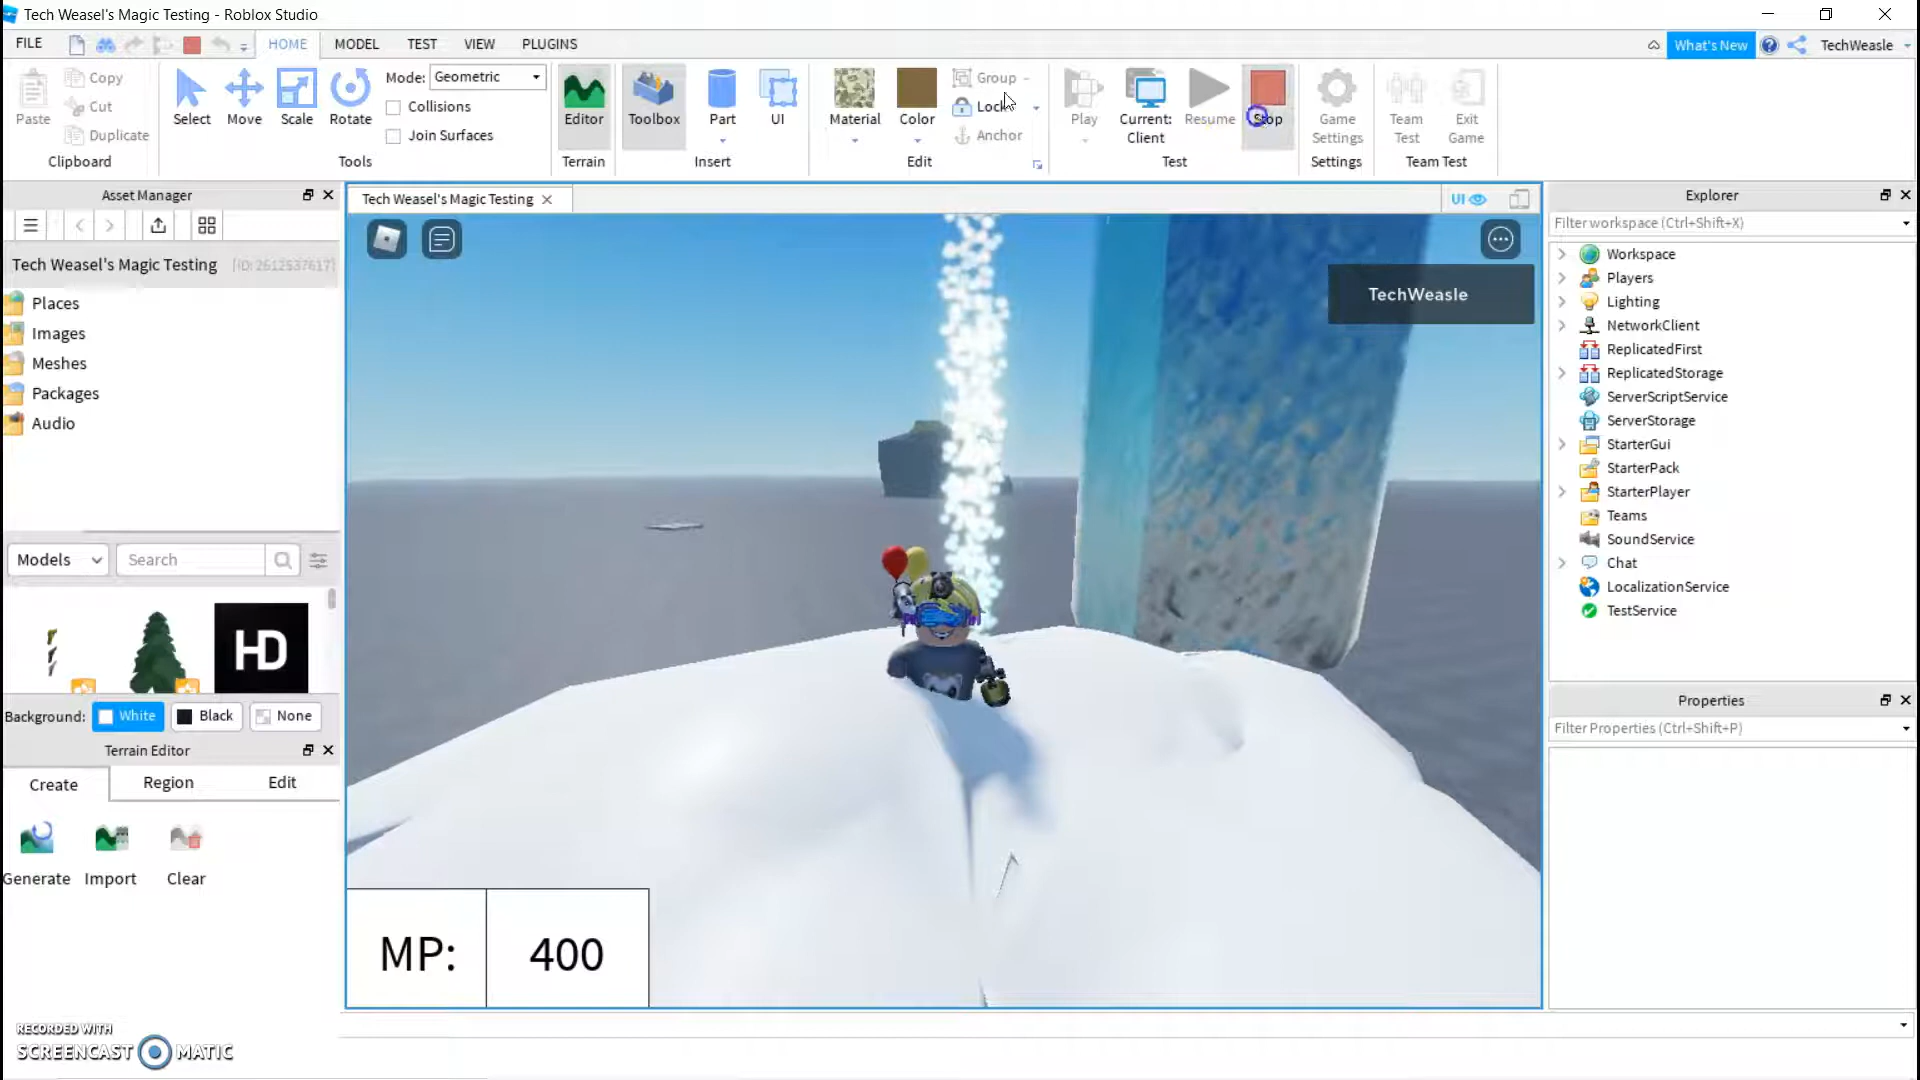 Tech Weasel's Magic Testing - Roblox Studio
FILE HOME MODEL TEST VIEW PLUGINS What's New TechWeasle
Paste
Copy
Cut
Duplicate
Clipboard
Select Move Scale Rotate
Mode: Geometric
Collisions
Join Surfaces
Tools
Editor
Terrain
Toolbox Part UI
Insert
Material Color
Group
Lock
Anchor
Edit
Play
Current:
Client
Resume Stop
Test
Game
Settings
Settings
Team
Test
Exit
Game
Team Test
Asset Manager
Tech Weasel's Magic Testing [ID: 2612537617]
Places
Images
Meshes
Packages
Audio
Models Search
HD
Background: White Black None
Terrain Editor
Create Region Edit
Generate Import Clear
RECORDED WITH
SCREENCAST MATIC
Tech Weasel's Magic Testing
UI
TechWeasle
MP: 400
Explorer
Filter workspace (Ctrl+Shift+X)
Workspace
Players
Lighting
NetworkClient
ReplicatedFirst
ReplicatedStorage
ServerScriptService
ServerStorage
StarterGui
StarterPack
StarterPlayer
Teams
SoundService
Chat
LocalizationService
TestService
Properties
Filter Properties (Ctrl+Shift+P)